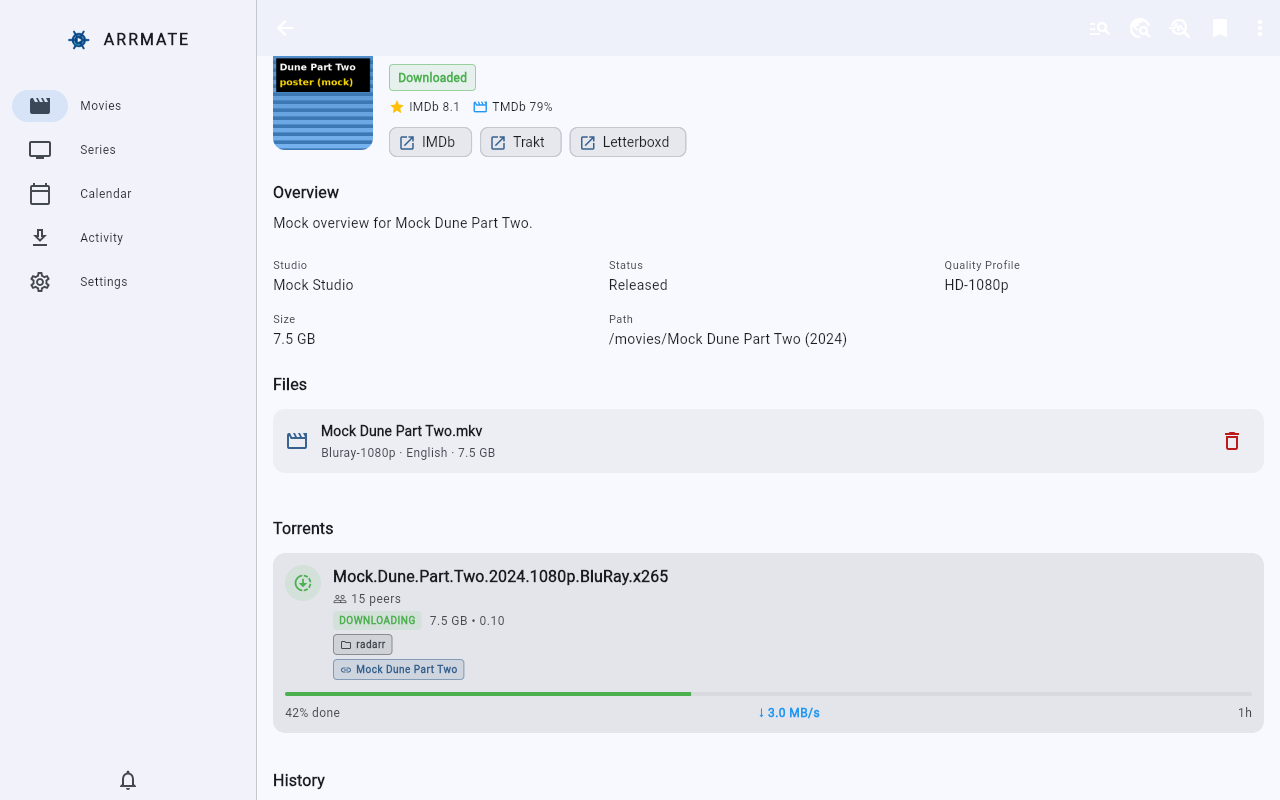 ARRMATE
Movies
Series
Calendar
Activity
Settings
Dune Part Two
poster (mock)
Downloaded
IMDb 8.1
TMDb 79%
IMDb
Trakt
Letterboxd
Overview
Mock overview for Mock Dune Part Two.
Studio
Status
Quality Profile
Mock Studio
Released
HD-1080p
Size
Path
7.5 GB
/movies/Mock Dune Part Two (2024)
Files
Mock Dune Part Two.mkv
Bluray-1080p · English · 7.5 GB
Torrents
Mock.Dune.Part.Two.2024.1080p.BluRay.x265
15 peers
DOWNLOADING 7.5 GB • 0.10
radarr
Mock Dune Part Two
42% done
↓ 3.0 MB/s
1h
History